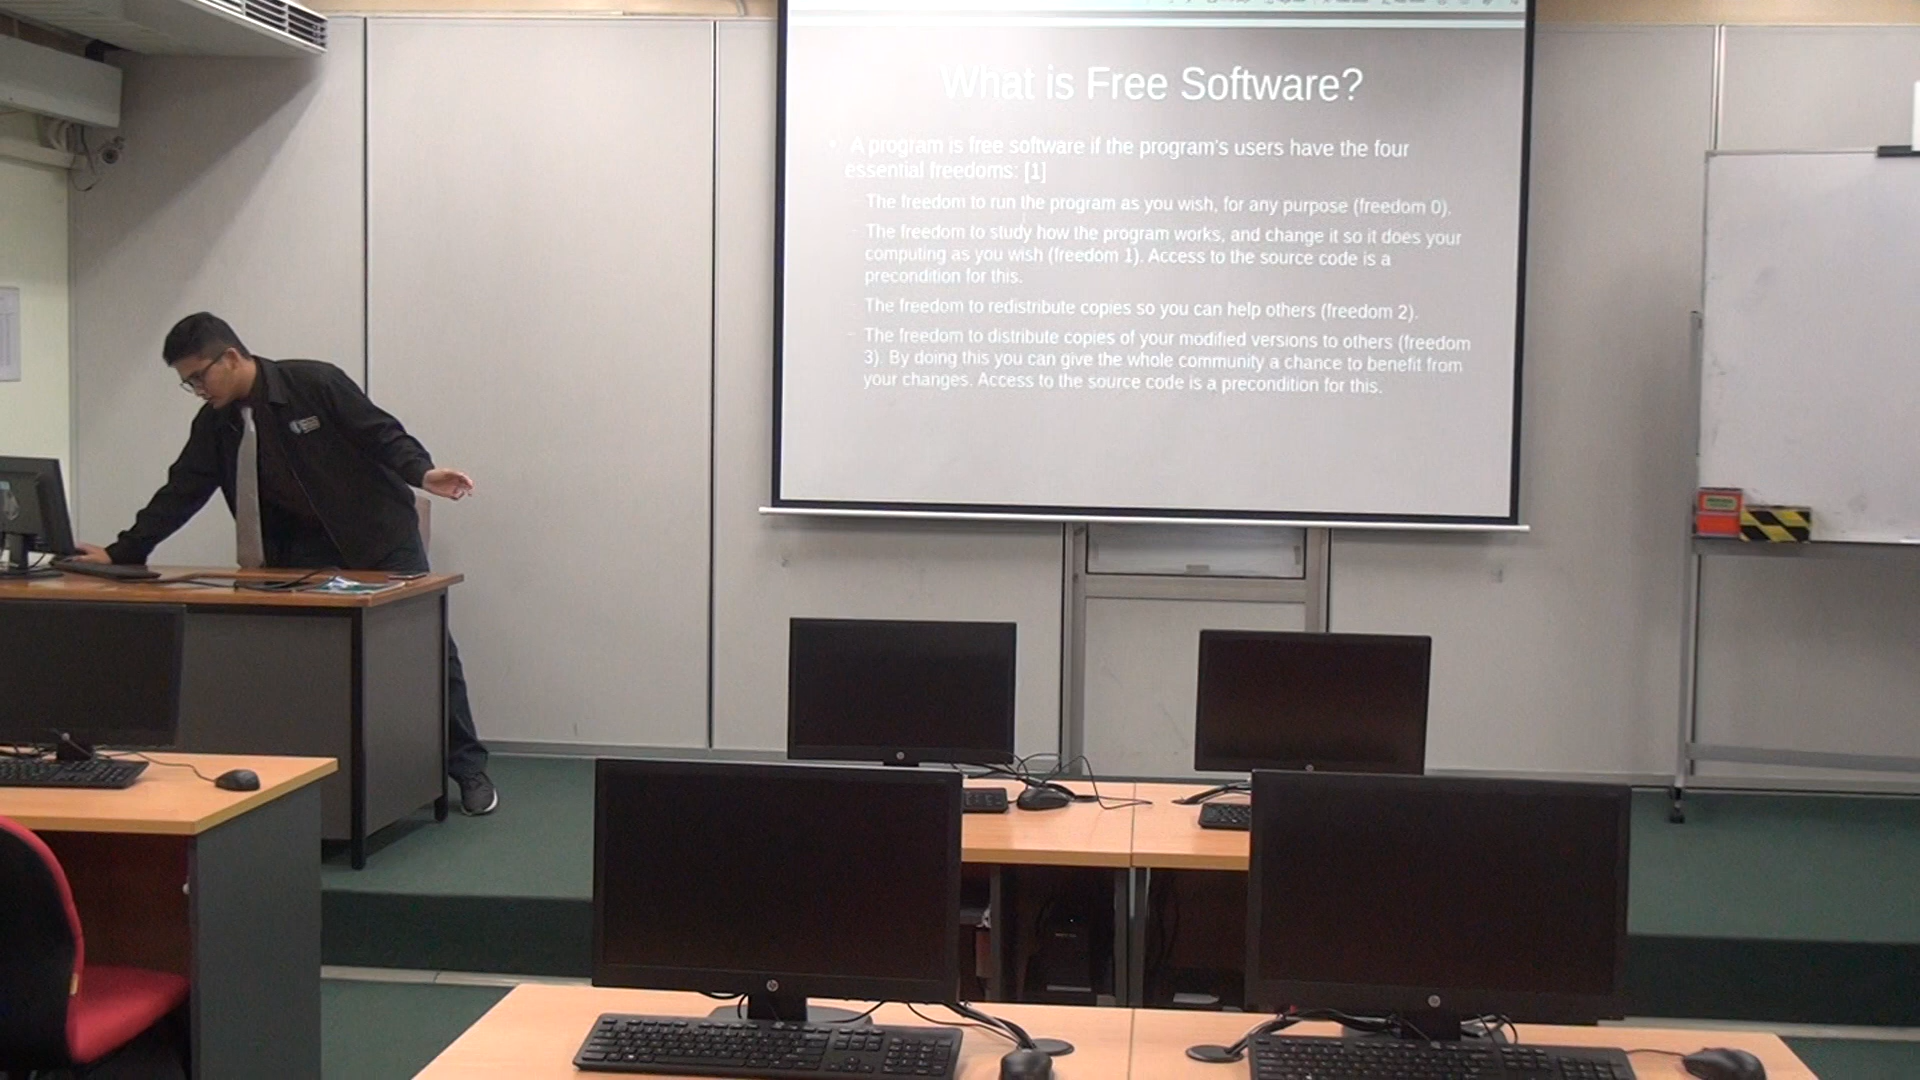 What is Free Software?
A program is free software if the program's users have the four
essential freedoms: [1]
The freedom to run the program as you wish, for any purpose (freedom 0).
The freedom to study how the program works, and change it so it does your
computing as you wish (freedom 1). Access to the source code is a
precondition for this.
The freedom to redistribute copies so you can help others (freedom 2).
The freedom to distribute copies of your modified versions to others (freedom
3). By doing this you can give the whole community a chance to benefit from
your changes. Access to the source code is a precondition for this.
hp
hp